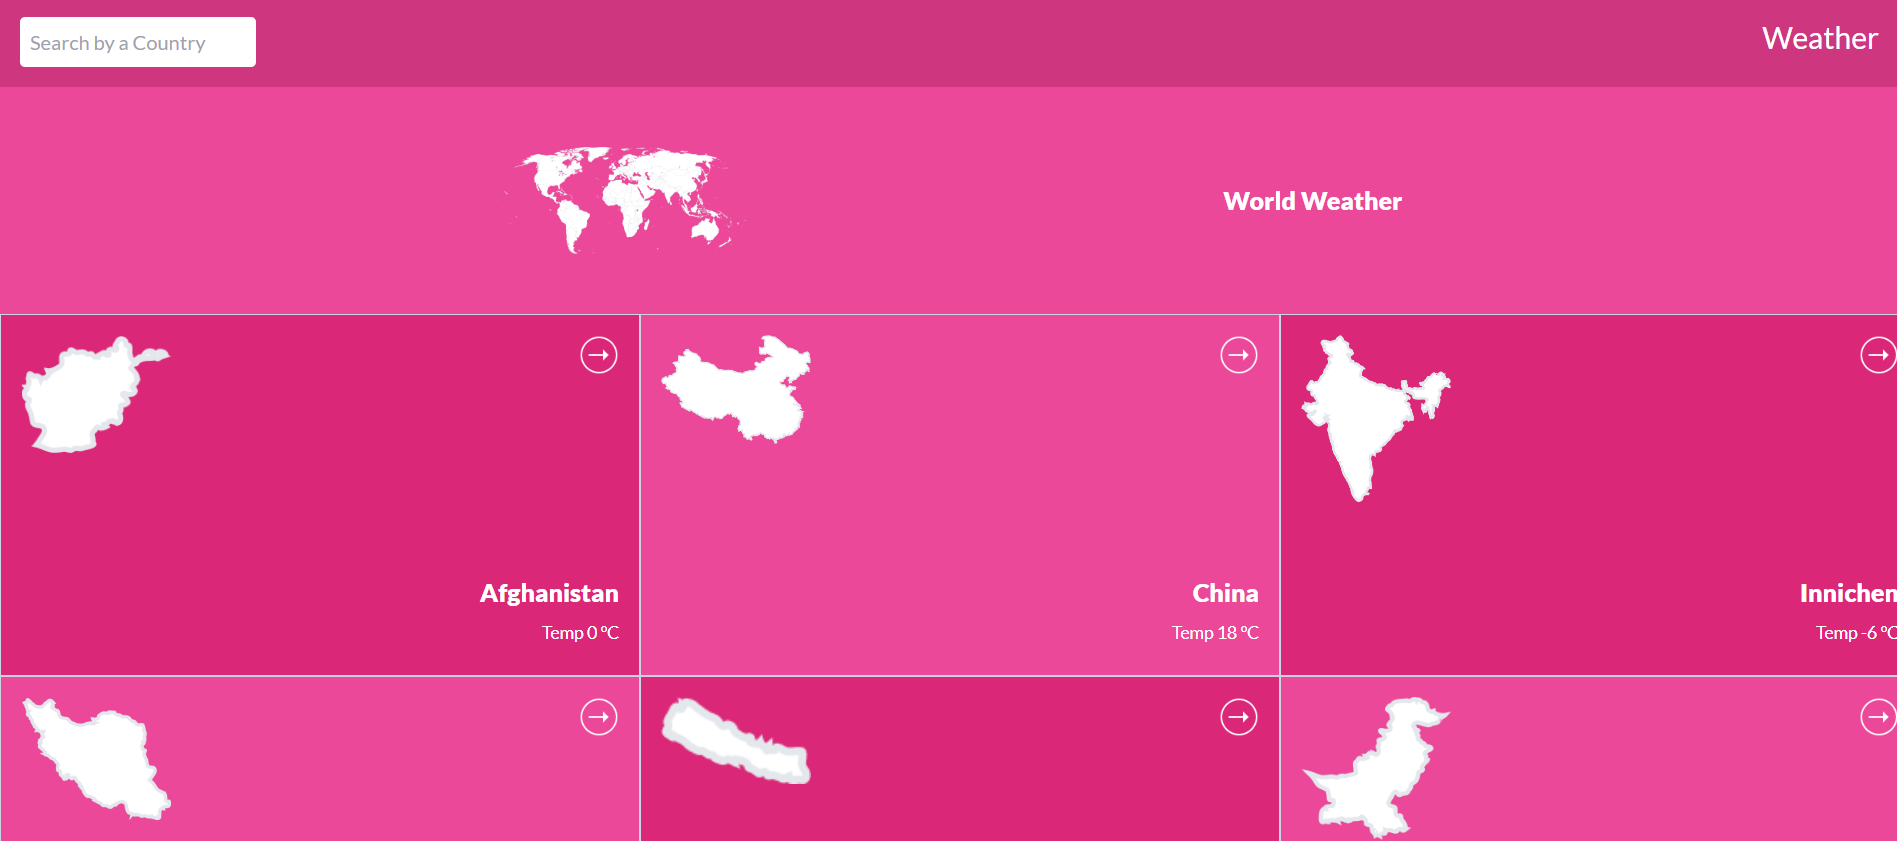 Search by a Country
Weather
World Weather
Afghanistan
Temp 0 °C
China
Temp 18 °C
Innichen
Temp -6 °C